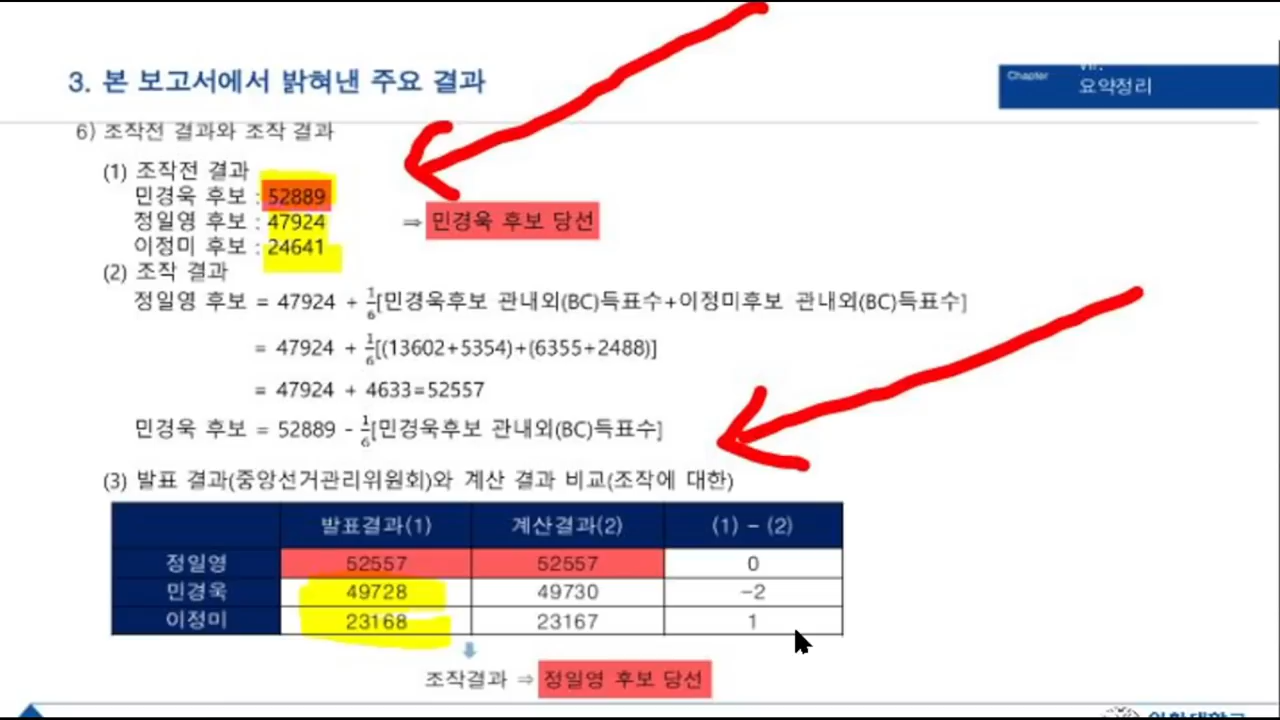 3. 본 보고서에서 밝혀낸 주요 결과
Chapter
요약정리
6) 조작전 결과와 조작 결과
(1) 조작전 결과
민경욱 후보 : 52889
정일영 후보 : 47924 ⇒ 민경욱 후보 당선
이정미 후보 : 24641
(2) 조작 결과
정일영 후보 = 47924 + 1/6[민경욱후보 관내외(BC)득표수+이정미후보 관내외(BC)득표수]
= 47924 + 1/6[(13602+5354)+(6355+2488)]
= 47924 + 4633=52557
민경욱 후보 = 52889 - 1/6[민경욱후보 관내외(BC)득표수]
(3) 발표 결과(중앙선거관리위원회)와 계산 결과 비교(조작에 대한)
발표결과(1) 계산결과(2) (1) - (2)
정일영 52557 52557 0
민경욱 49728 49730 -2
이정미 23168 23167 1
조작결과 ⇒ 정일영 후보 당선